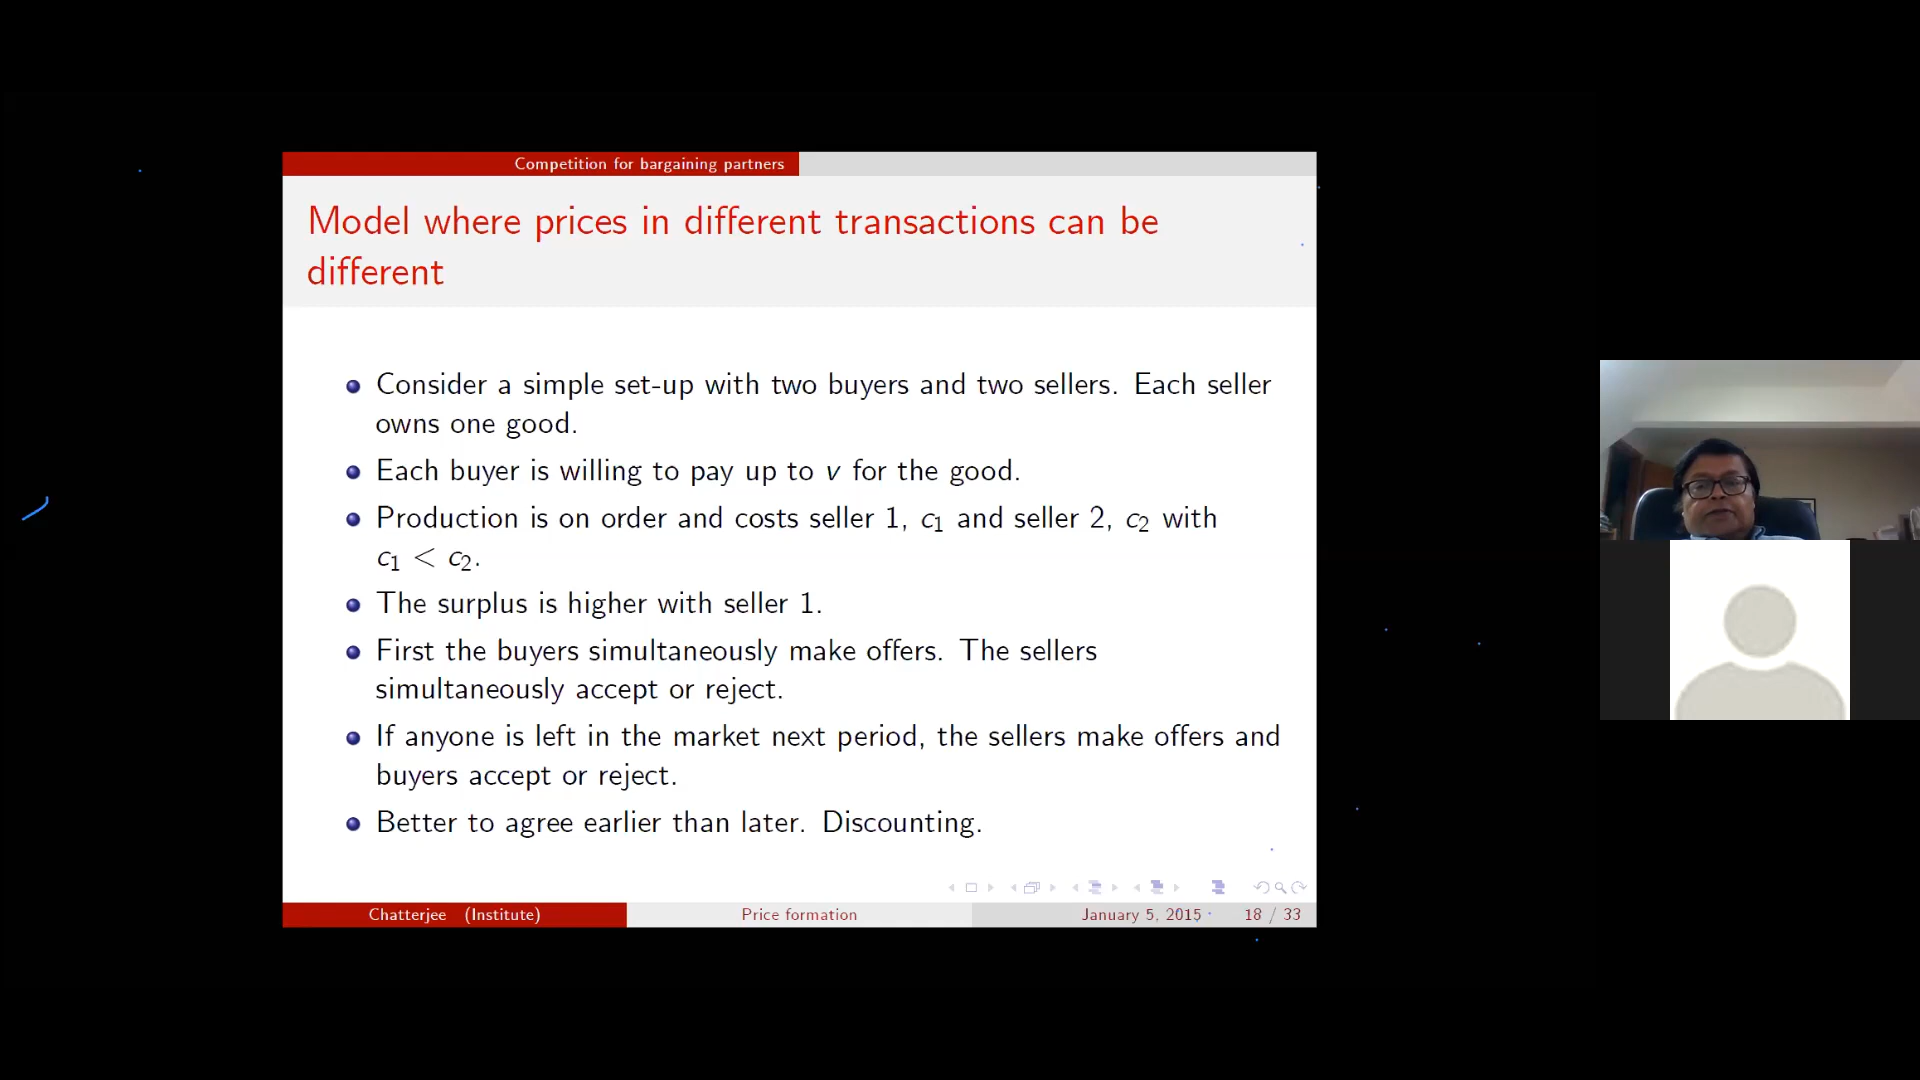 Competition for bargaining partners
Model where prices in different transactions can be
different
Consider a simple set-up with two buyers and two sellers. Each seller
owns one good.
Each buyer is willing to pay up to v for the good.
Production is on order and costs seller 1, c₁ and seller 2, c₂ with
c₁ < c₂.
The surplus is higher with seller 1.
First the buyers simultaneously make offers. The sellers
simultaneously accept or reject.
If anyone is left in the market next period, the sellers make offers and
buyers accept or reject.
Better to agree earlier than later. Discounting.
Chatterjee (Institute)
Price formation
January 5, 2015
18 / 33